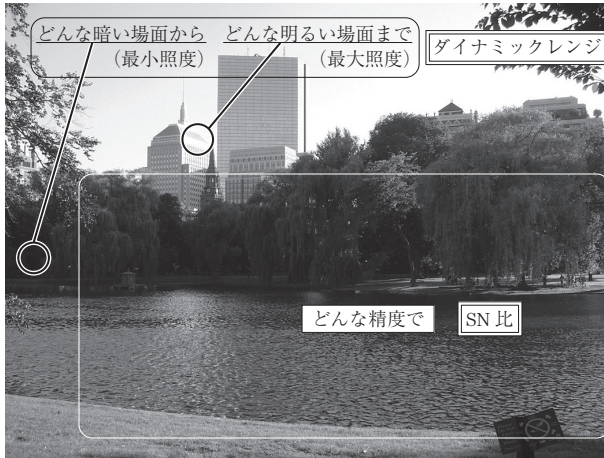 どんな暗い場面から
(最小照度)
どんな明るい場面まで
(最大照度)
ダイナミックレンジ
どんな精度で
SN 比